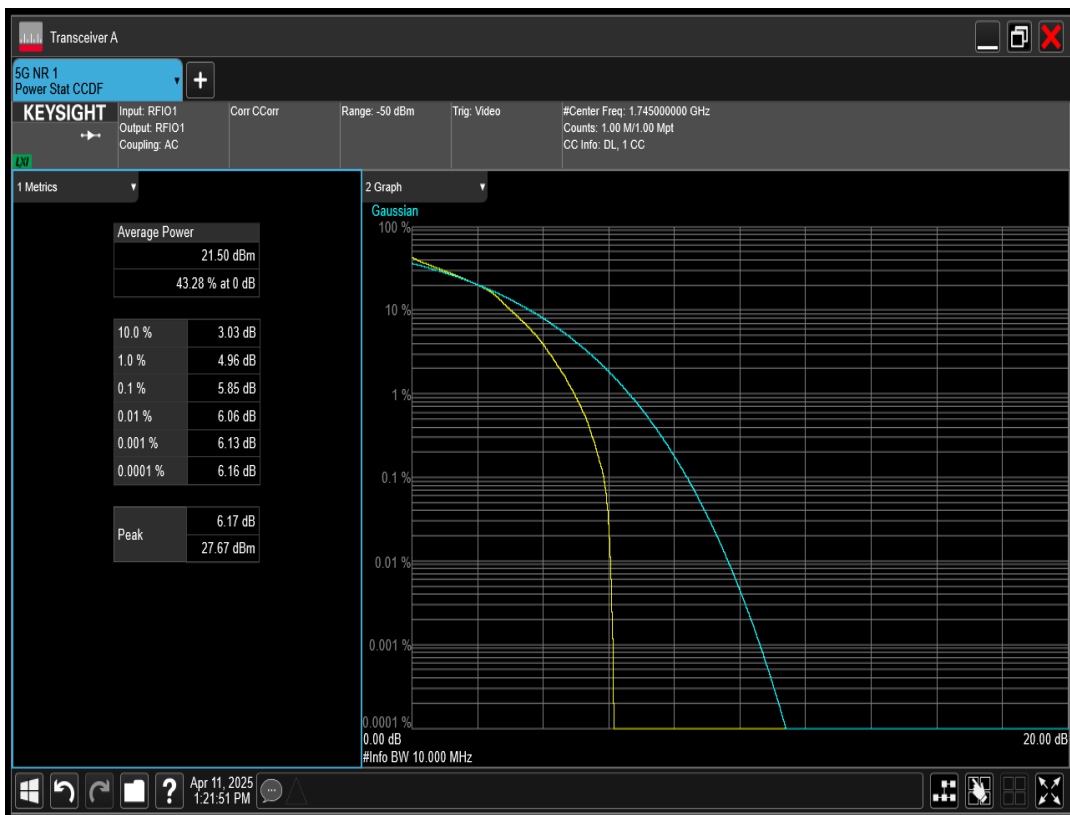 Transceiver A
5G NR 1
Power Stat CCDF
+
KEYSIGHT
LXI
Input: RFIO1
Output: RFIO1
Coupling: AC
Corr CCorr
Range: -50 dBm
Trig: Video
#Center Freq: 1.745000000 GHz
Counts: 1.00 M/1.00 Mpt
CC Info: DL, 1 CC
1 Metrics
Average Power
21.50 dBm
43.28 % at 0 dB
10.0 % 3.03 dB
1.0 % 4.96 dB
0.1 % 5.85 dB
0.01 % 6.06 dB
0.001 % 6.13 dB
0.0001 % 6.16 dB
Peak 6.17 dB
27.67 dBm
2 Graph
Gaussian
100 %
10 %
1 %
0.1 %
0.01 %
0.001 %
0.0001 %
0.00 dB 20.00 dB
#Info BW 10.000 MHz
?
Apr 11, 2025
1:21:51 PM